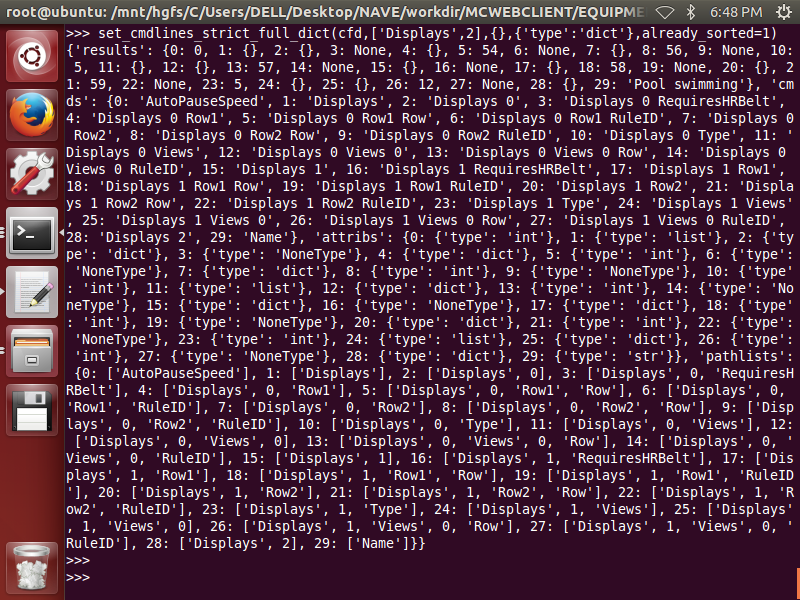 root@ubuntu: /mnt/hgfs/C/Users/DELL/Desktop/NAVE/workdir/MCWEBCLIENT/EQUIPME 6:48 PM
>>> set_cmdlines_strict_full_dict(cfd,['Displays',2],{},{'type':'dict'},already_sorted=1)
{'results': {0: 0, 1: {}, 2: {}, 3: None, 4: {}, 5: 54, 6: None, 7: {}, 8: 56, 9: None, 10:
 5, 11: {}, 12: {}, 13: 57, 14: None, 15: {}, 16: None, 17: {}, 18: 58, 19: None, 20: {}, 2
1: 59, 22: None, 23: 5, 24: {}, 25: {}, 26: 12, 27: None, 28: {}, 29: 'Pool swimming'}, 'cm
ds': {0: 'AutoPauseSpeed', 1: 'Displays', 2: 'Displays 0', 3: 'Displays 0 RequiresHRBelt',
4: 'Displays 0 Row1', 5: 'Displays 0 Row1 Row', 6: 'Displays 0 Row1 RuleID', 7: 'Displays 0
 Row2', 8: 'Displays 0 Row2 Row', 9: 'Displays 0 Row2 RuleID', 10: 'Displays 0 Type', 11: '
Displays 0 Views', 12: 'Displays 0 Views 0', 13: 'Displays 0 Views 0 Row', 14: 'Displays 0
Views 0 RuleID', 15: 'Displays 1', 16: 'Displays 1 RequiresHRBelt', 17: 'Displays 1 Row1',
18: 'Displays 1 Row1 Row', 19: 'Displays 1 Row1 RuleID', 20: 'Displays 1 Row2', 21: 'Displa
ys 1 Row2 Row', 22: 'Displays 1 Row2 RuleID', 23: 'Displays 1 Type', 24: 'Displays 1 Views'
, 25: 'Displays 1 Views 0', 26: 'Displays 1 Views 0 Row', 27: 'Displays 1 Views 0 RuleID',
28: 'Displays 2', 29: 'Name'}, 'attribs': {0: {'type': 'int'}, 1: {'type': 'list'}, 2: {'ty
pe': 'dict'}, 3: {'type': 'NoneType'}, 4: {'type': 'dict'}, 5: {'type': 'int'}, 6: {'type':
 'NoneType'}, 7: {'type': 'dict'}, 8: {'type': 'int'}, 9: {'type': 'NoneType'}, 10: {'type'
: 'int'}, 11: {'type': 'list'}, 12: {'type': 'dict'}, 13: {'type': 'int'}, 14: {'type': 'No
neType'}, 15: {'type': 'dict'}, 16: {'type': 'NoneType'}, 17: {'type': 'dict'}, 18: {'type'
: 'int'}, 19: {'type': 'NoneType'}, 20: {'type': 'dict'}, 21: {'type': 'int'}, 22: {'type':
 'NoneType'}, 23: {'type': 'int'}, 24: {'type': 'list'}, 25: {'type': 'dict'}, 26: {'type'
: 'int'}, 27: {'type': 'NoneType'}, 28: {'type': 'dict'}, 29: {'type': 'str'}}, 'pathlists':
 {0: ['AutoPauseSpeed'], 1: ['Displays'], 2: ['Displays', 0], 3: ['Displays', 0, 'RequiresH
RBelt'], 4: ['Displays', 0, 'Row1'], 5: ['Displays', 0, 'Row1', 'Row'], 6: ['Displays', 0,
'Row1', 'RuleID'], 7: ['Displays', 0, 'Row2'], 8: ['Displays', 0, 'Row2', 'Row'], 9: ['Disp
lays', 0, 'Row2', 'RuleID'], 10: ['Displays', 0, 'Type'], 11: ['Displays', 0, 'Views'], 12:
 ['Displays', 0, 'Views', 0], 13: ['Displays', 0, 'Views', 0, 'Row'], 14: ['Displays', 0, '
Views', 0, 'RuleID'], 15: ['Displays', 1], 16: ['Displays', 1, 'RequiresHRBelt'], 17: ['Dis
plays', 1, 'Row1'], 18: ['Displays', 1, 'Row1', 'Row'], 19: ['Displays', 1, 'Row1', 'RuleID
'], 20: ['Displays', 1, 'Row2'], 21: ['Displays', 1, 'Row2', 'Row'], 22: ['Displays', 1, 'R
ow2', 'RuleID'], 23: ['Displays', 1, 'Type'], 24: ['Displays', 1, 'Views'], 25: ['Displays'
, 1, 'Views', 0], 26: ['Displays', 1, 'Views', 0, 'Row'], 27: ['Displays', 1, 'Views', 0, '
RuleID'], 28: ['Displays', 2], 29: ['Name']}}
>>>
>>>